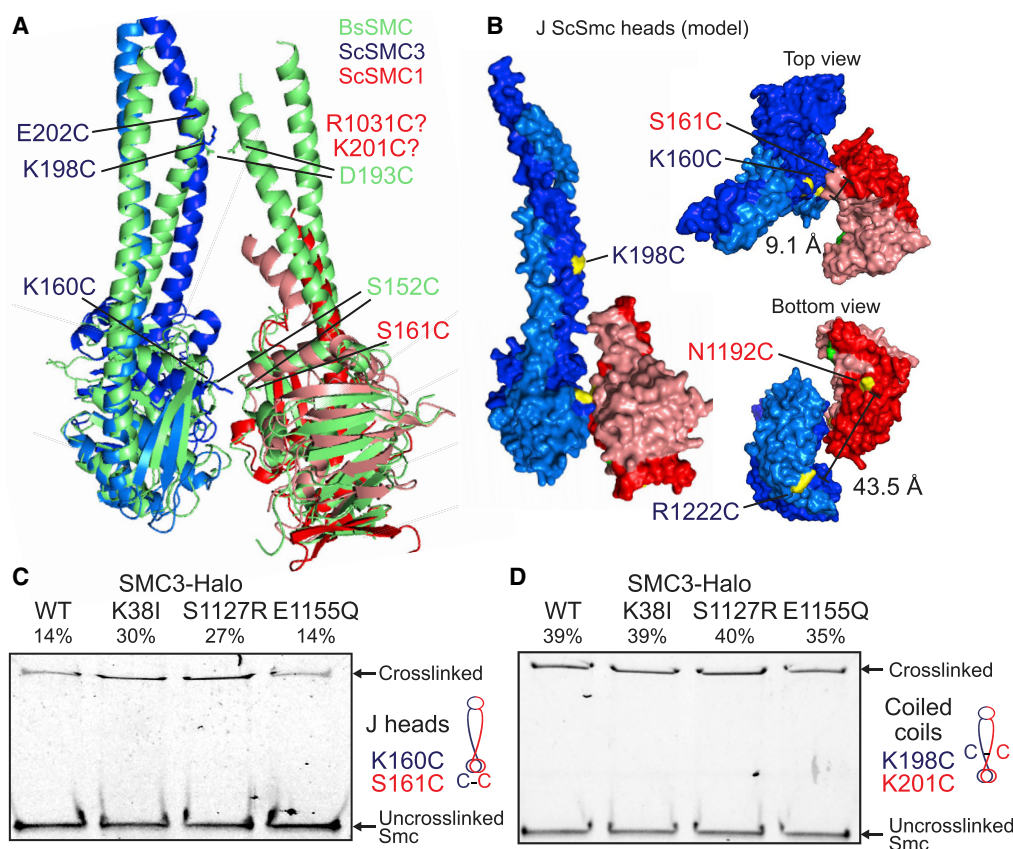 A
BsSMC
ScSMC3
ScSMC1
E202C
K198C
R1031C?
K201C?
D193C
K160C
S152C
S161C
B
J ScSmc heads (model)
Top view
S161C
K160C
9.1 Å
K198C
Bottom view
N1192C
43.5 Å
R1222C
C
SMC3-Halo
WT K38I S1127R E1155Q
14% 30% 27% 14%
Crosslinked
J heads
K160C
S161C
C-C
Uncrosslinked
Smc
D
SMC3-Halo
WT K38I S1127R E1155Q
39% 39% 40% 35%
Crosslinked
Coiled
coils
K198C
K201C
C C
Uncrosslinked
Smc